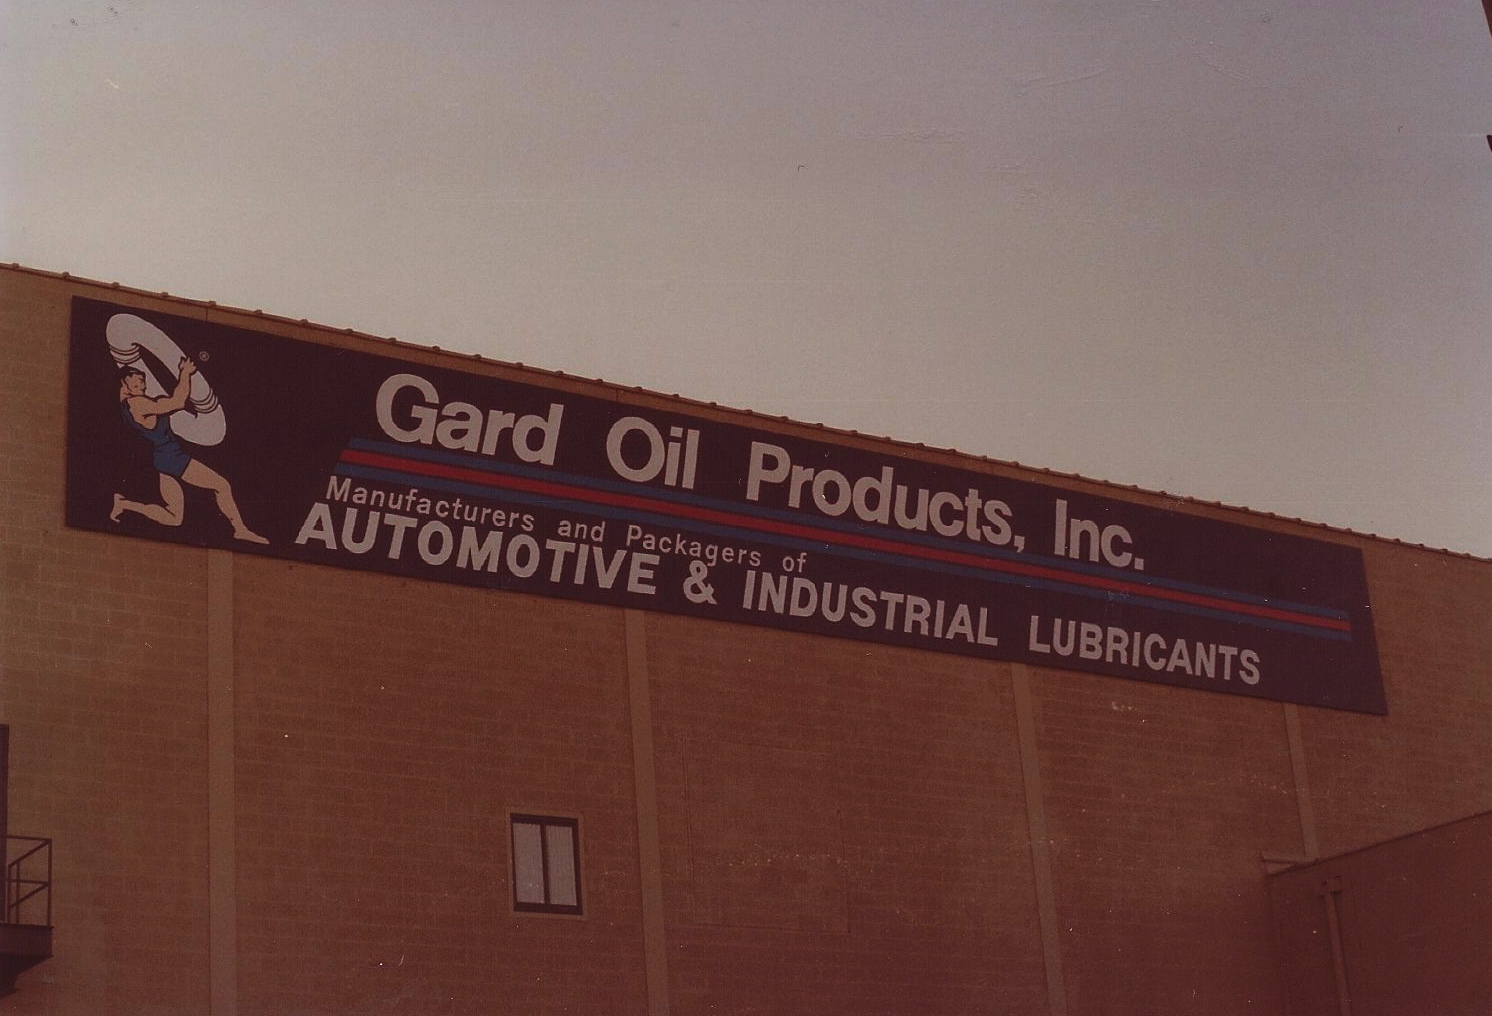 ®
Gard Oil Products, Inc.
Manufacturers and Packagers of
AUTOMOTIVE & INDUSTRIAL LUBRICANTS